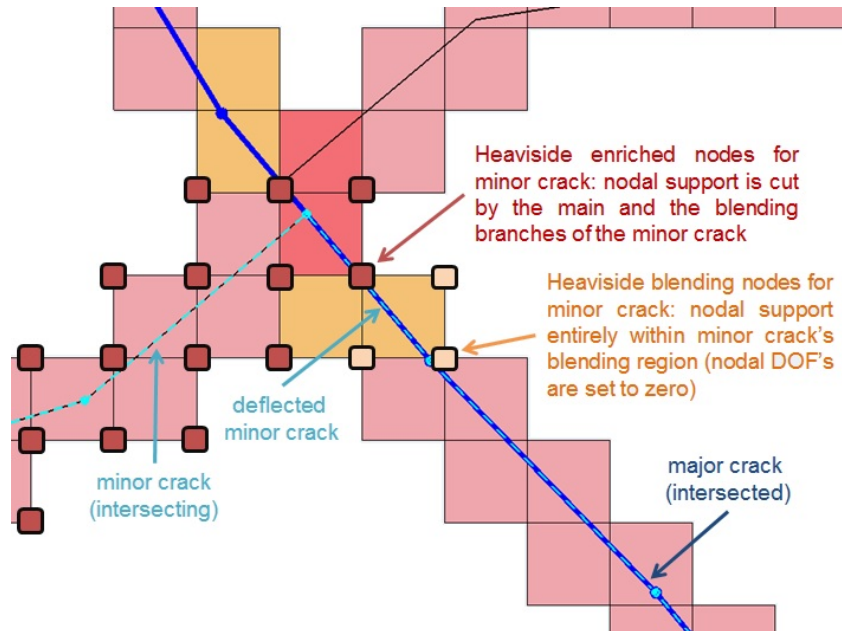 Heaviside enriched nodes for
minor crack: nodal support is cut
by the main and the blending
branches of the minor crack
Heaviside blending nodes for
minor crack: nodal support
entirely within minor crack's
blending region (nodal DOF's
are set to zero)
deflected
minor crack
minor crack
(intersecting)
major crack
(intersected)